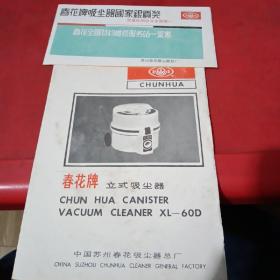 春花牌吸尘器国家银质奖
春花全国特约维修服务站一览表
CHUNHUA
春花牌 立式吸尘器
CHUN HUA CANISTER
VACUUM CLEANER XL—60D
中国苏州春花吸尘器总厂
CHINA SUZHOU CHUNHUA CLEANER GENERAL FACTORY